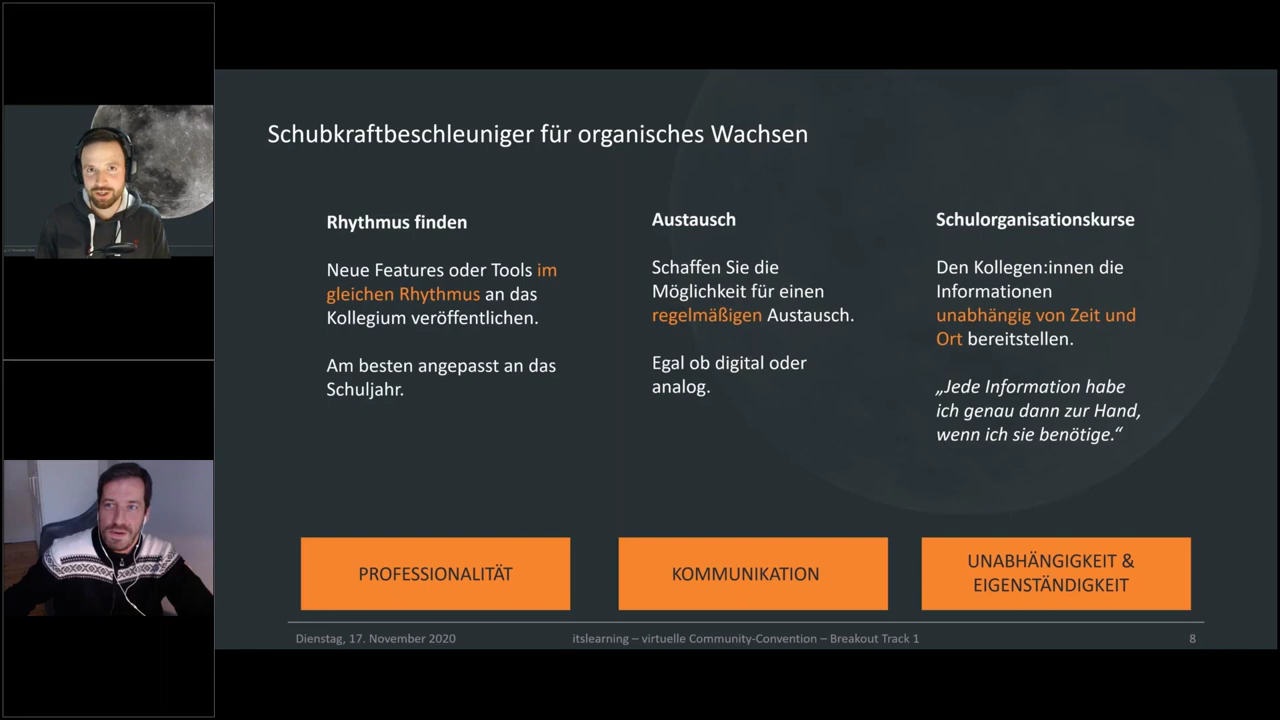 Schubkraftbeschleuniger für organisches Wachsen
Rhythmus finden
Neue Features oder Tools im
gleichen Rhythmus an das
Kollegium veröffentlichen.
Am besten angepasst an das
Schuljahr.
PROFESSIONALITÄT
Austausch
Schaffen Sie die
Möglichkeit für einen
regelmäßigen Austausch.
Egal ob digital oder
analog.
KOMMUNIKATION
Schulorganisationskurse
Den Kollegen:innen die
Informationen
unabhängig von Zeit und
Ort bereitstellen.
„Jede Information habe
ich genau dann zur Hand,
wenn ich sie benötige.“
UNABHÄNGIGKEIT &
EIGENSTÄNDIGKEIT
Dienstag, 17. November 2020
itslearning – virtuelle Community-Convention – Breakout Track 1
8